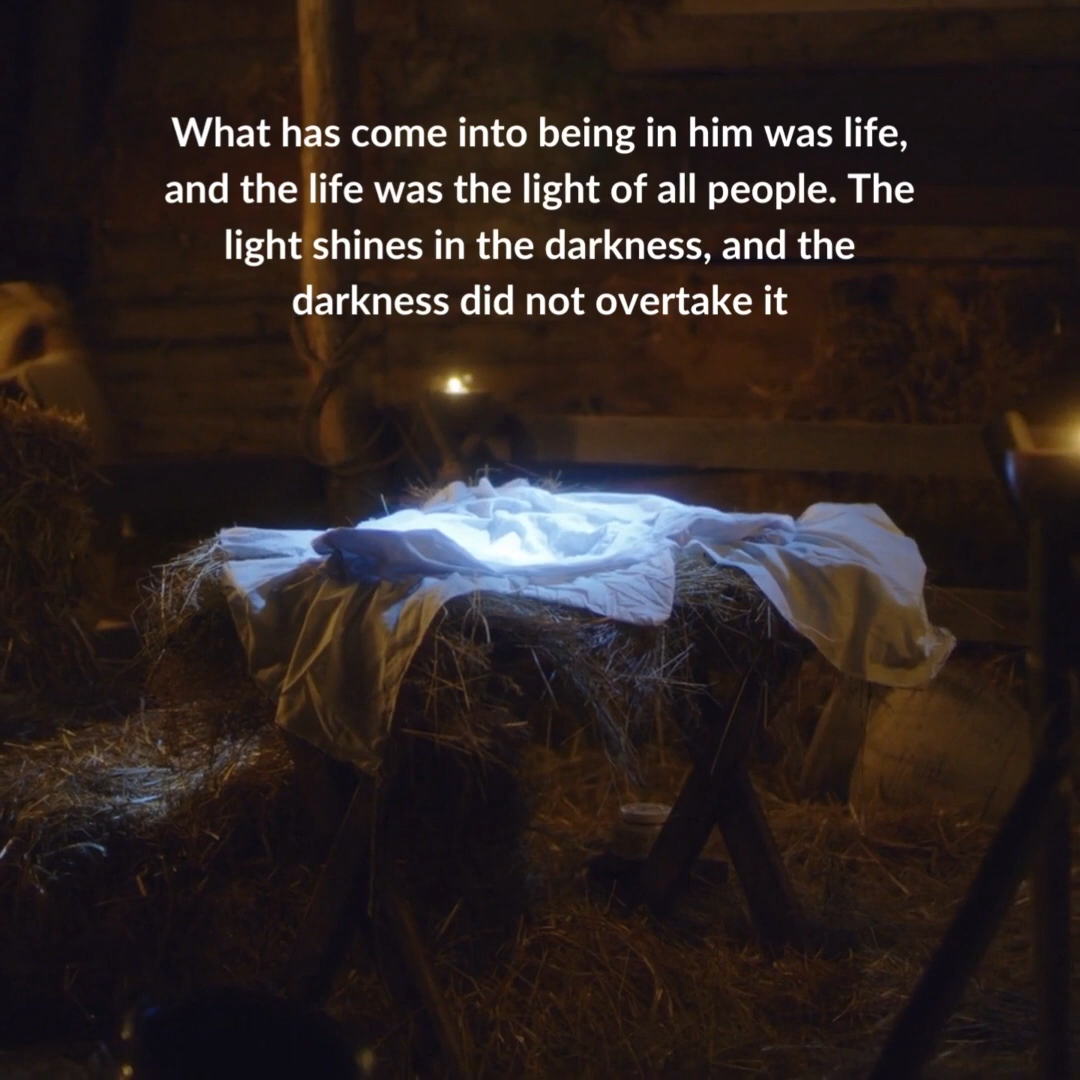 What has come into being in him was life,
and the life was the light of all people. The
light shines in the darkness, and the
darkness did not overtake it